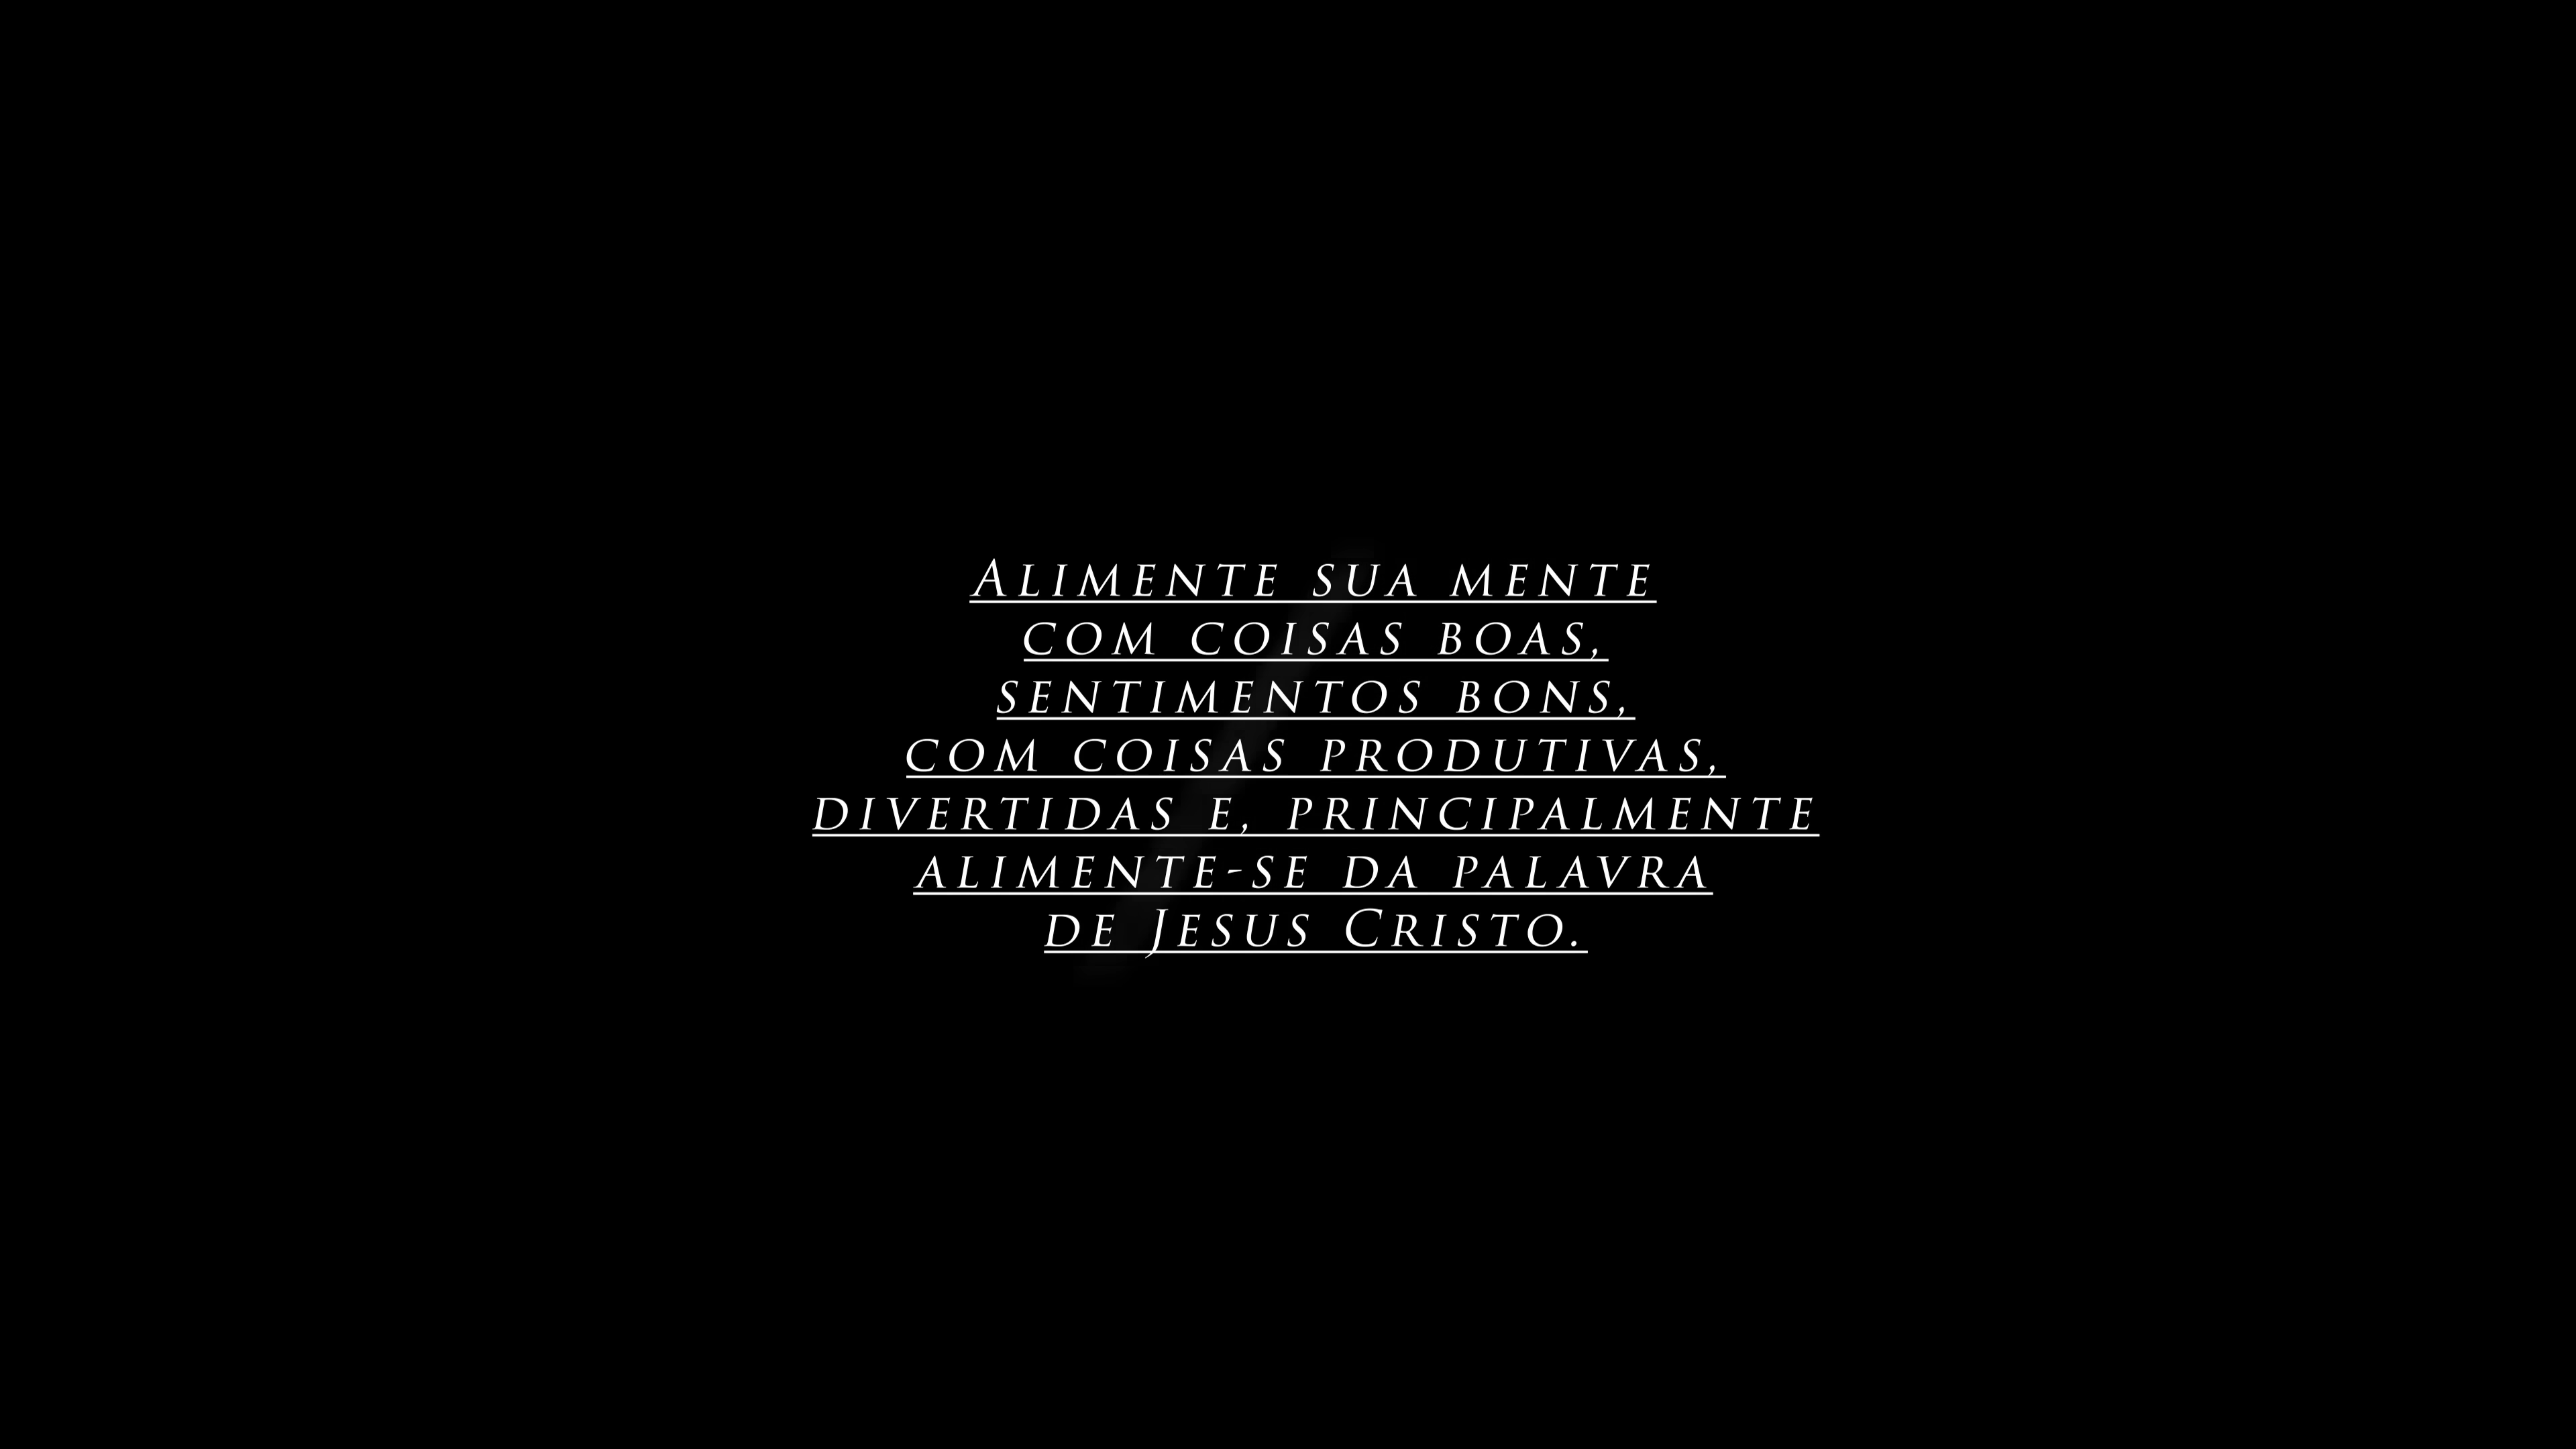 Alimente sua mente
com coisas boas,
sentimentos bons,
com coisas produtivas,
divertidas e, principalmente
alimente-se da palavra
de Jesus Cristo.